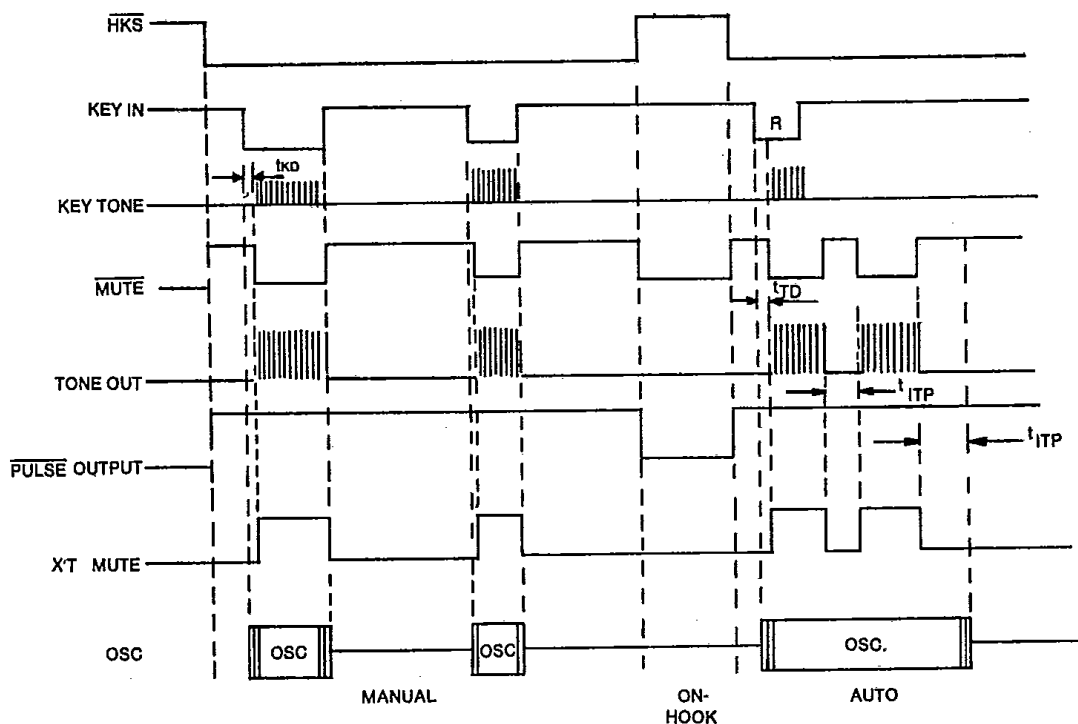 HKS
KEY IN
R
tKD
KEY TONE
MUTE
tTD
TONE OUT
tITP
PULSE OUTPUT
tITP
X'T MUTE
OSC
OSC
OSC
OSC.
MANUAL
ON-
HOOK
AUTO